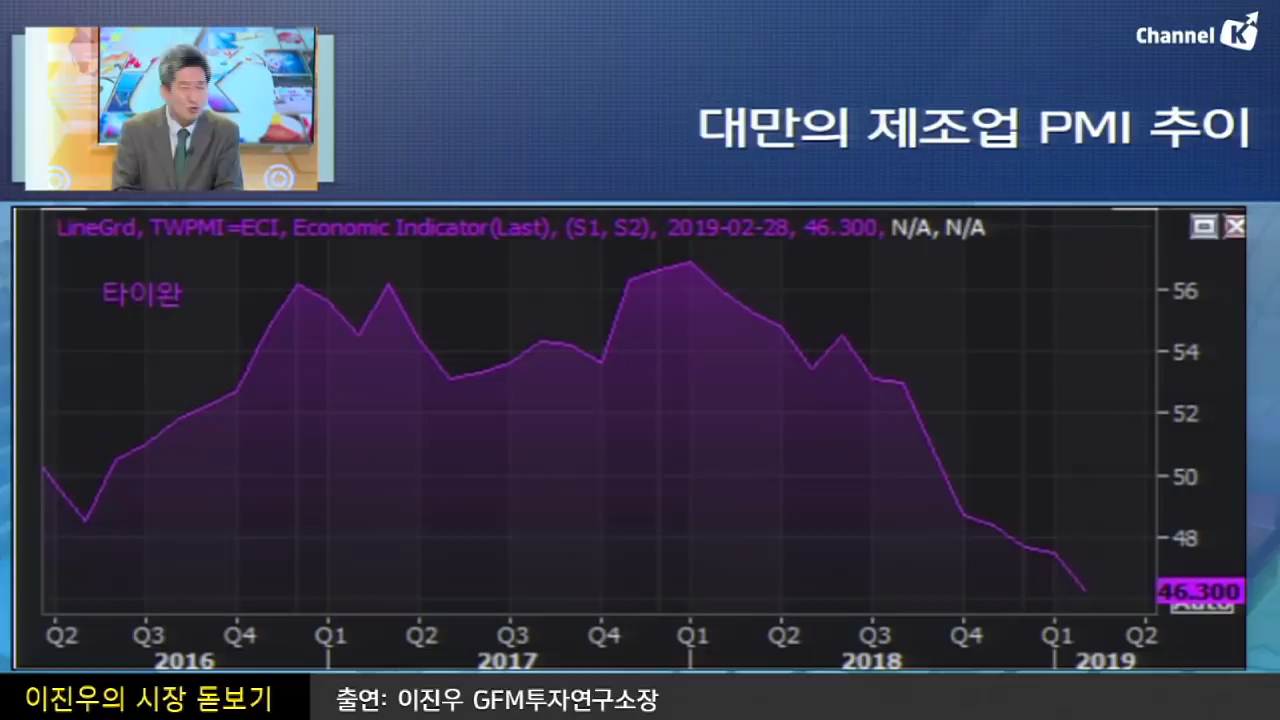 Channel K
대만의 제조업 PMI 추이
LineGrd, TWPMI=ECI, Economic Indicator(Last), (S1, S2), 2019-02-28, 46.300, N/A, N/A
타이완
56
54
52
50
48
46.300
Auto
Q2 Q3 Q4 Q1 Q2 Q3 Q4 Q1 Q2 Q3 Q4 Q1 Q2
2016 2017 2018 2019
이진우의 시장 돋보기
출연: 이진우 GFM투자연구소장